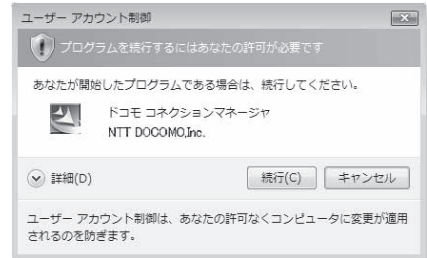 ユーザー アカウント制御
プログラムを続行するにはあなたの許可が必要です
あなたが開始したプログラムである場合は、続行してください。
ドコモ コネクションマネージャ
NTT DOCOMO,Inc.
詳細(D)
続行(C)
キャンセル
ユーザー アカウント制御は、あなたの許可なくコンピュータに変更が適用
されるのを防ぎます。